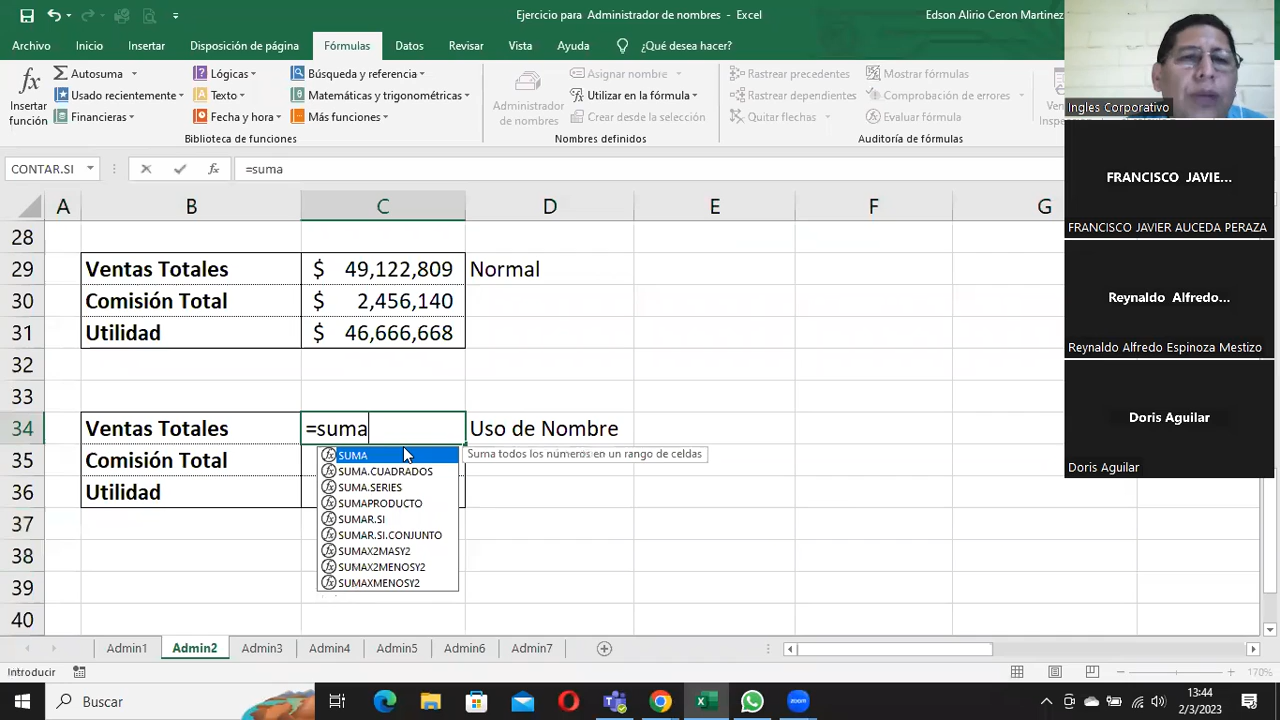 Ejercicio para Administrador de nombres - Excel
Edson Alirio Ceron Martinez
Archivo Inicio Insertar Disposición de página Fórmulas Datos Revisar Vista Ayuda ¿Qué desea hacer?
Insertar función
Autosuma
Usado recientemente
Financieras
Lógicas
Texto
Fecha y hora
Búsqueda y referencia
Matemáticas y trigonométricas
Más funciones
Biblioteca de funciones
Administrador de nombres
Asignar nombre
Utilizar en la fórmula
Crear desde la selección
Nombres definidos
Rastrear precedentes
Rastrear dependientes
Quitar flechas
Mostrar fórmulas
Comprobación de errores
Evaluar fórmula
Auditoría de fórmulas
CONTAR.SI =suma
A B C D E F G
28
29 Ventas Totales $ 49,122,809 Normal
30 Comisión Total $ 2,456,140
31 Utilidad $ 46,666,668
32
33
34 Ventas Totales =suma Uso de Nombre
35 Comisión Total
36 Utilidad
37
38
39
40
SUMA
SUMA.CUADRADOS
SUMA.SERIES
SUMAPRODUCTO
SUMAR.SI
SUMAR.SI.CONJUNTO
SUMAX2MASY2
SUMAX2MENOSY2
SUMAXMENOSY2
Suma todos los números en un rango de celdas
Ingles Corporativo
FRANCISCO JAVIE...
FRANCISCO JAVIER AUCEDA PERAZA
Reynaldo Alfredo...
Reynaldo Alfredo Espinoza Mestizo
Doris Aguilar
Doris Aguilar
Admin1 Admin2 Admin3 Admin4 Admin5 Admin6 Admin7
Introducir
170%
Buscar
13:44
2/3/2023